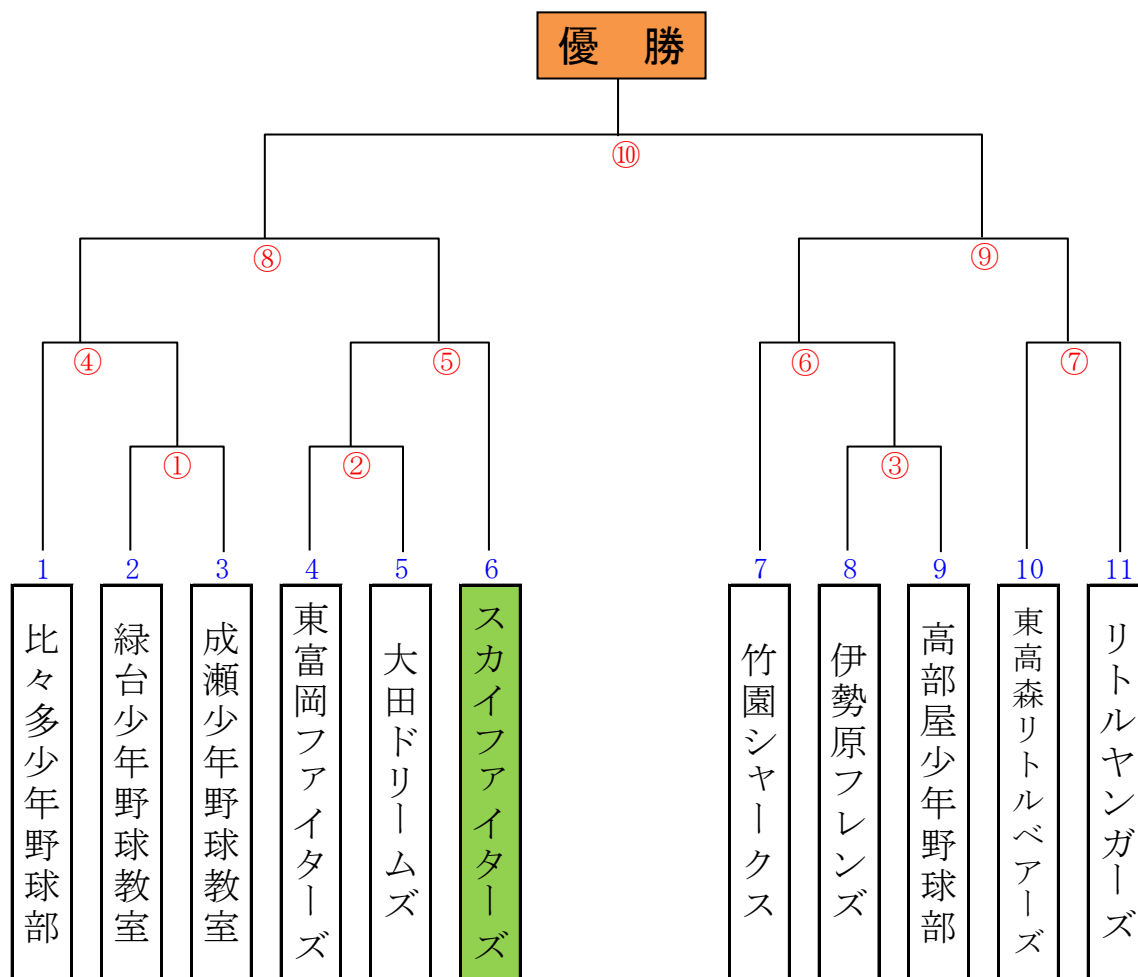 優　勝
⑩
⑧
⑨
④
⑤
⑥
⑦
①
②
③
1
2
3
4
5
6
7
8
9
10
11
比々多少年野球部
緑台少年野球教室
成瀬少年野球教室
東富岡ファイターズ
大田ドリームズ
スカイファイターズ
竹園シャークス
伊勢原フレンズ
高部屋少年野球部
東高森リトルベアーズ
リトルヤンガーズ